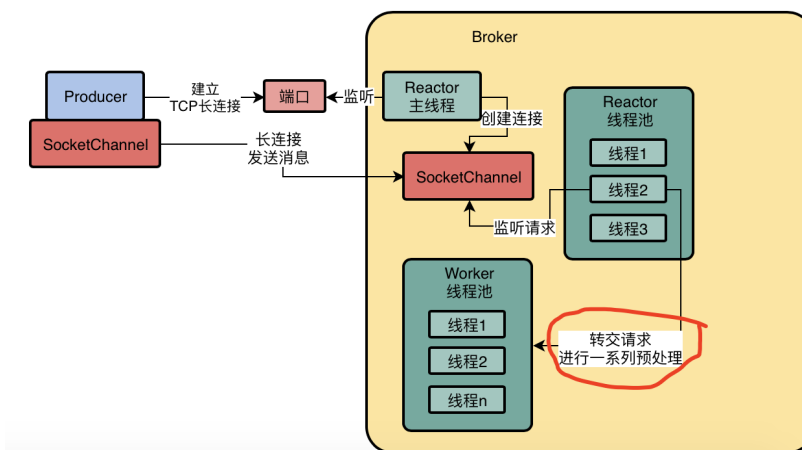 Broker
Producer
SocketChannel
建立
TCP长连接
端口
监听
Reactor
主线程
创建连接
长连接
发送消息
SocketChannel
监听请求
Reactor
线程池
线程1
线程2
线程3
Worker
线程池
线程1
线程2
线程n
转交请求
进行一系列预处理